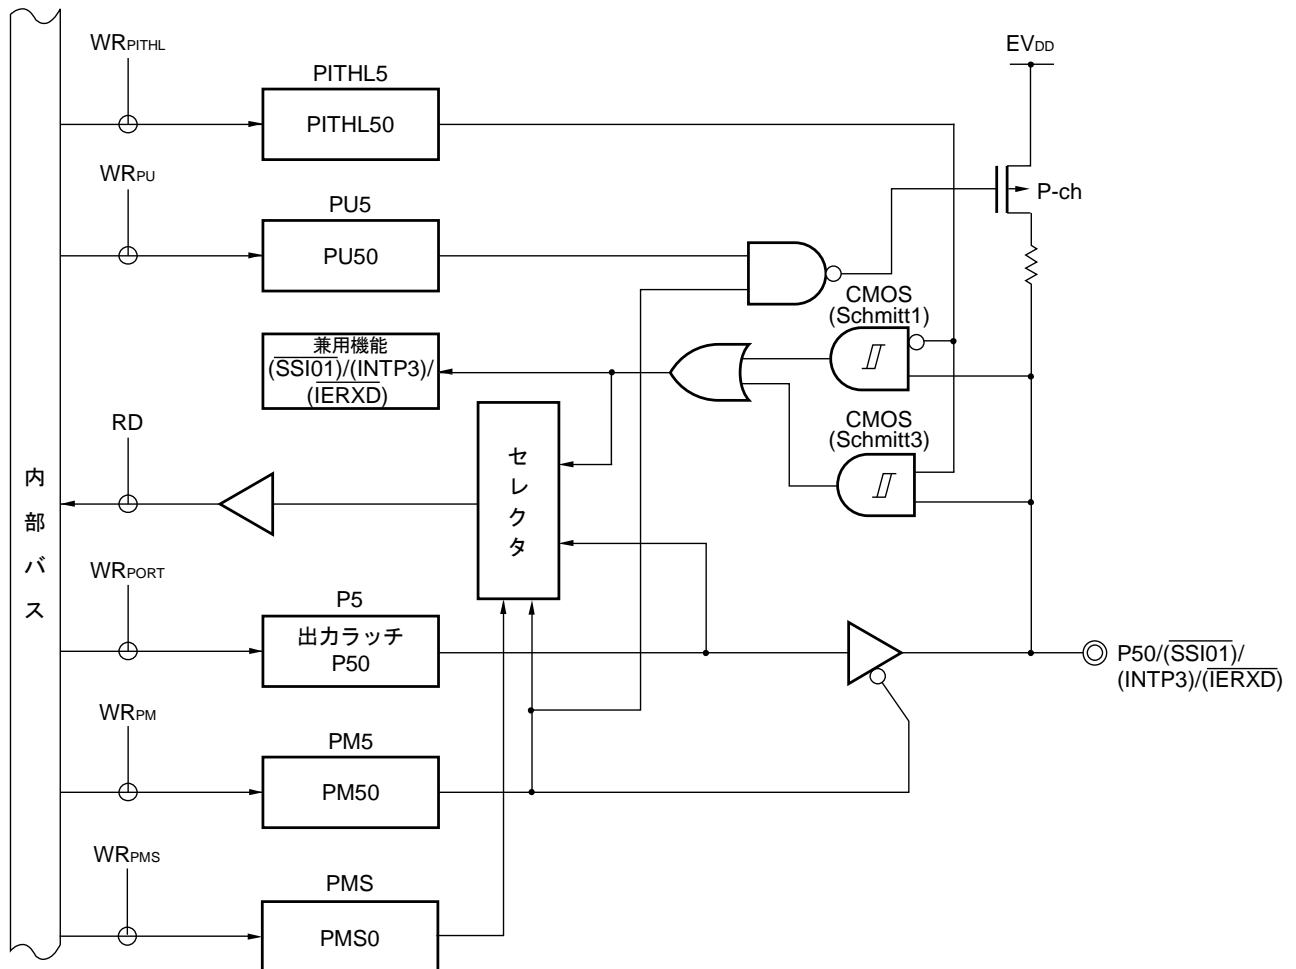 WRPITHL
PITHL5
PITHL50
EVDD
P-ch
WRPU
PU5
PU50
CMOS
(Schmitt1)
兼用機能
(SSI01)/(INTP3)/
(IERXD)
CMOS
(Schmitt3)
RD
セレクタ
内部バス
WRPORT
P5
出力ラッチ
P50
P50/(SSI01)/
(INTP3)/(IERXD)
WRPM
PM5
PM50
WRPMS
PMS
PMS0